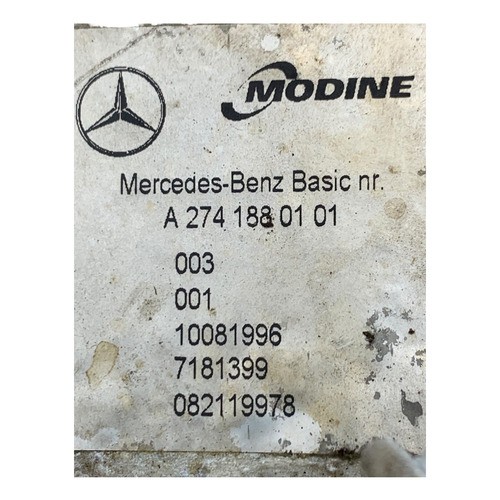 MODINE
Mercedes-Benz Basic nr.
A 274 188 01 01
003
001
10081996
7181399
082119978